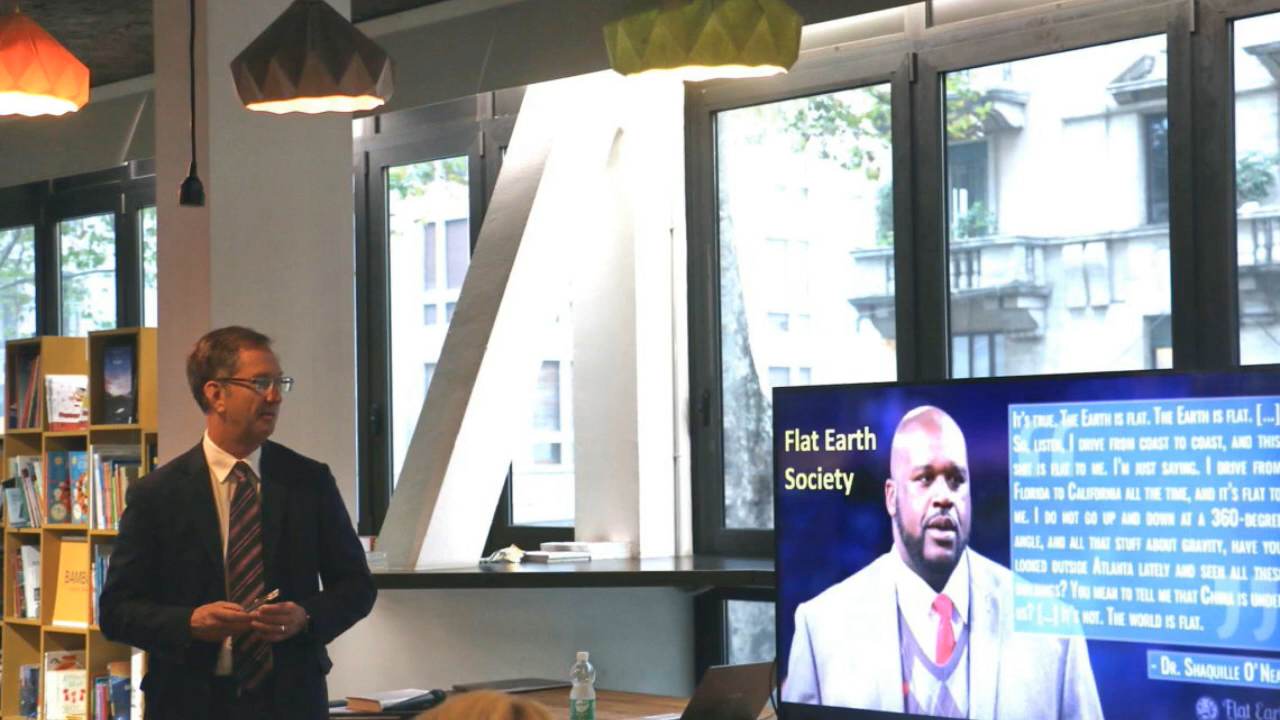 Flat Earth
Society
It's true. The Earth is flat. The Earth is flat. [...]
So, listen, I drive from coast to coast, and this
shit is flat to me. I'm just saying. I drive from
Florida to California all the time, and it's flat to
me. I do not go up and down at a 360-degree
angle, and all that stuff about gravity, have you
looked outside Atlanta lately and seen all these
buildings? You mean to tell me that China is under
us? [...] It's not. The world is flat.
- Dr. Shaquille O'Nea
Flat Ear
BAMB